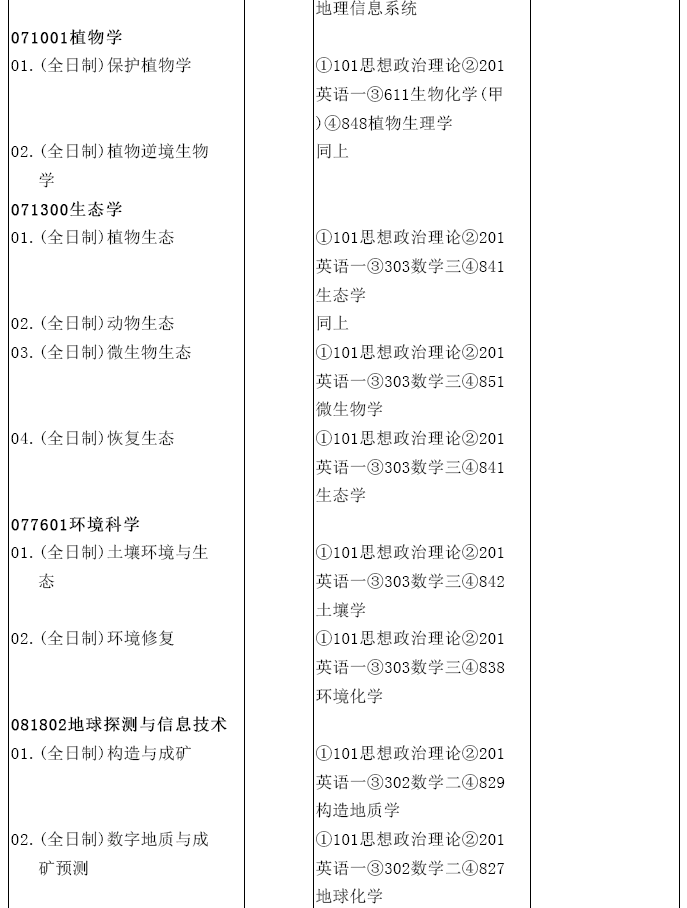 地理信息系统
071001植物学
01.(全日制)保护植物学 ①101思想政治理论②201
英语一③611生物化学(甲
)④848植物生理学
02.(全日制)植物逆境生物 同上
学
071300生态学
01.(全日制)植物生态 ①101思想政治理论②201
英语一③303数学三④841
生态学
02.(全日制)动物生态 同上
03.(全日制)微生物生态 ①101思想政治理论②201
英语一③303数学三④851
微生物学
04.(全日制)恢复生态 ①101思想政治理论②201
英语一③303数学三④841
生态学
077601环境科学
01.(全日制)土壤环境与生 ①101思想政治理论②201
态 英语一③303数学三④842
土壤学
02.(全日制)环境修复 ①101思想政治理论②201
英语一③303数学三④838
环境化学
081802地球探测与信息技术
01.(全日制)构造与成矿 ①101思想政治理论②201
英语一③302数学二④829
构造地质学
02.(全日制)数字地质与成 ①101思想政治理论②201
矿预测 英语一③302数学二④827
地球化学